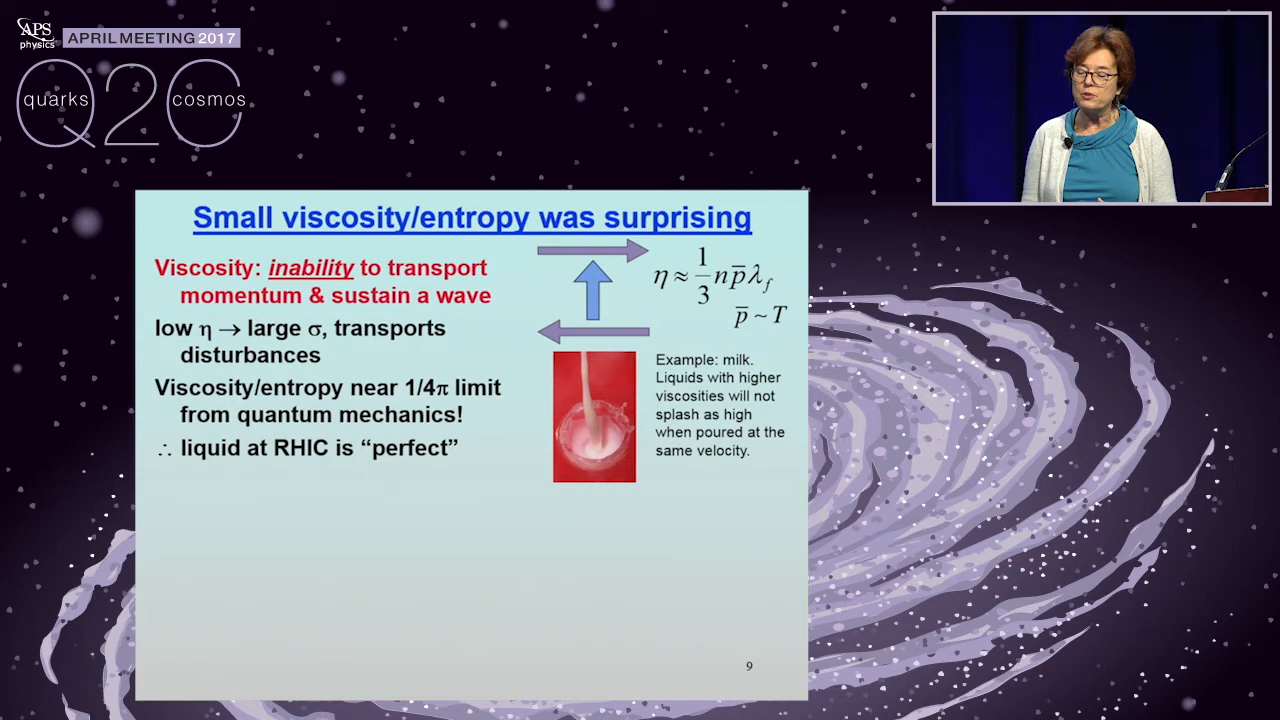 APS
physics
APRIL MEETING 2017
Q2C
quarks
cosmos
Small viscosity/entropy was surprising
Viscosity: inability to transport
momentum & sustain a wave
low η → large σ, transports
disturbances
Viscosity/entropy near 1/4π limit
from quantum mechanics!
∴ liquid at RHIC is “perfect”
η ≈ 1/3 n p̄ λ_f
p̄ ~ T
Example: milk.
Liquids with higher
viscosities will not
splash as high
when poured at the
same velocity.
9